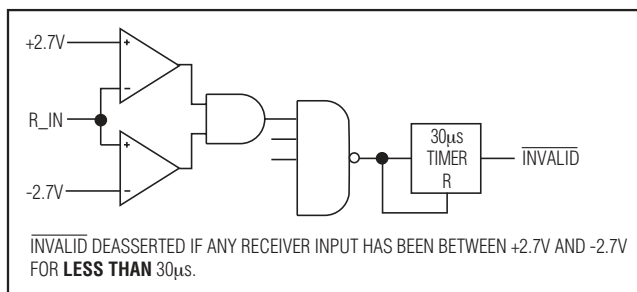 +2.7V
+
-
R_IN
+
-2.7V
-
30μs
TIMER
R
INVALID
INVALID DEASSERTED IF ANY RECEIVER INPUT HAS BEEN BETWEEN +2.7V AND -2.7V
FOR LESS THAN 30μs.